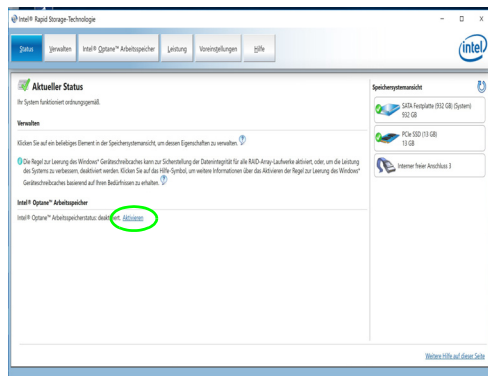 Intel® Rapid Storage-Technologie
Status
Verwalten
Intel® Optane™ Arbeitsspeicher
Leistung
Voreinstellungen
Hilfe
intel
Aktueller Status
Ihr System funktioniert ordnungsgemäß.
Verwalten
Klicken Sie auf ein beliebiges Element in der Speichersystemansicht, um dessen Eigenschaften zu verwalten.
Die Regel zur Leerung des Windows* Geräteschreibcaches kann zur Sicherstellung der Datenintegrität für alle RAID-Array-Laufwerke aktiviert, oder, um die Leistung
des Systems zu verbessern, deaktiviert werden. Klicken Sie auf das Hilfe-Symbol, um weitere Informationen über das Aktivieren der Regel zur Leerung des Windows*
Geräteschreibcaches basierend auf Ihren Bedürfnissen zu erhalten.
Intel® Optane™ Arbeitsspeicher
Intel® Optane™ Arbeitsspeicherstatus: deaktiviert. Aktivieren
Speichersystemansicht
SATA Festplatte (932 GB) (System)
932 GB
PCIe SSD (13 GB)
13 GB
Interner freier Anschluss 3
Weitere Hilfe auf dieser Seite